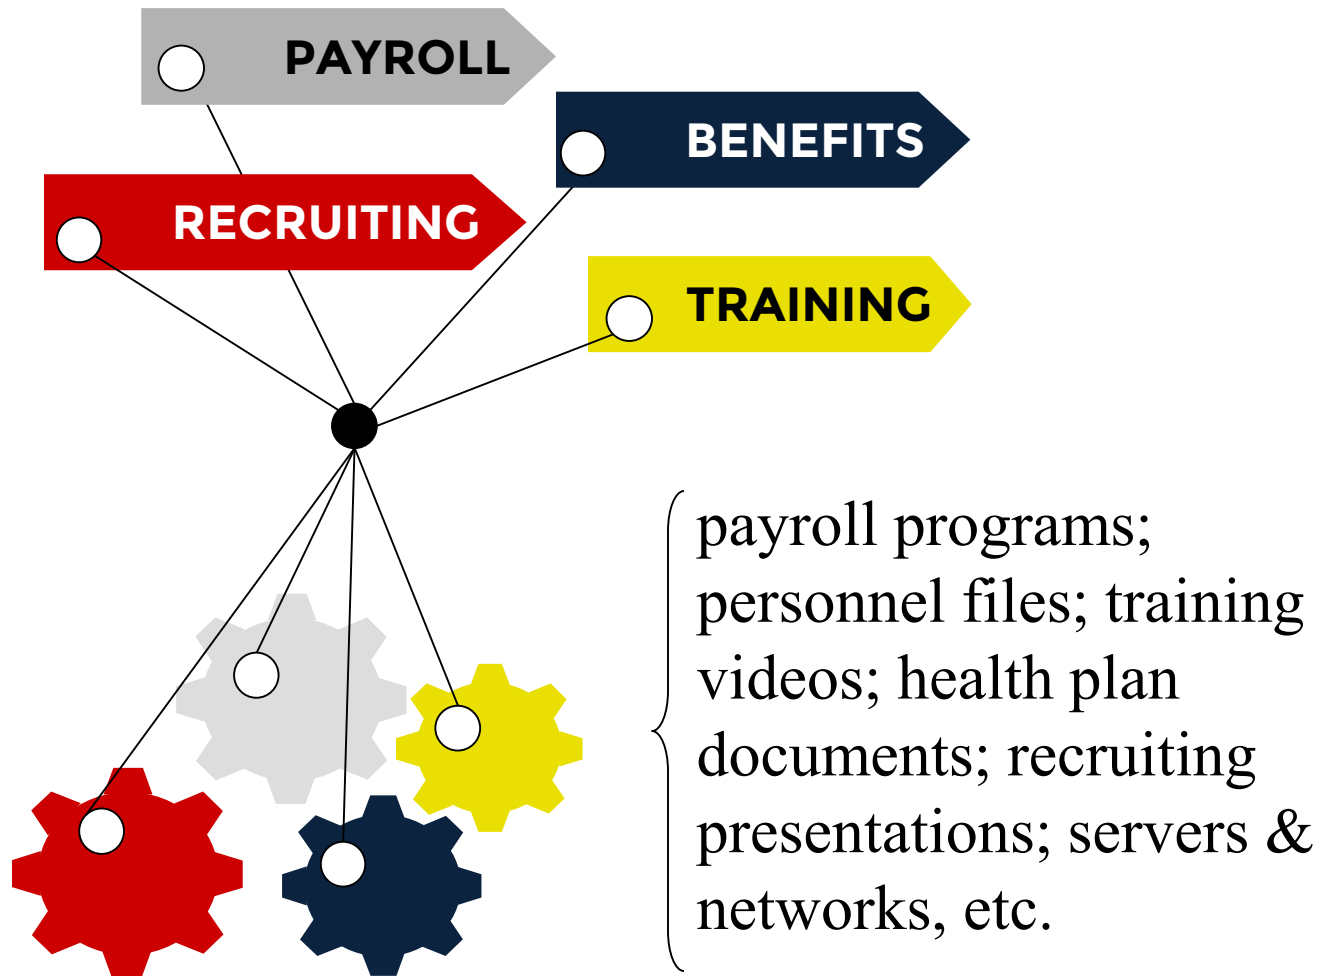 PAYROLL
BENEFITS
RECRUITING
TRAINING
payroll programs;
personnel files; training
videos; health plan
documents; recruiting
presentations; servers &
networks, etc.